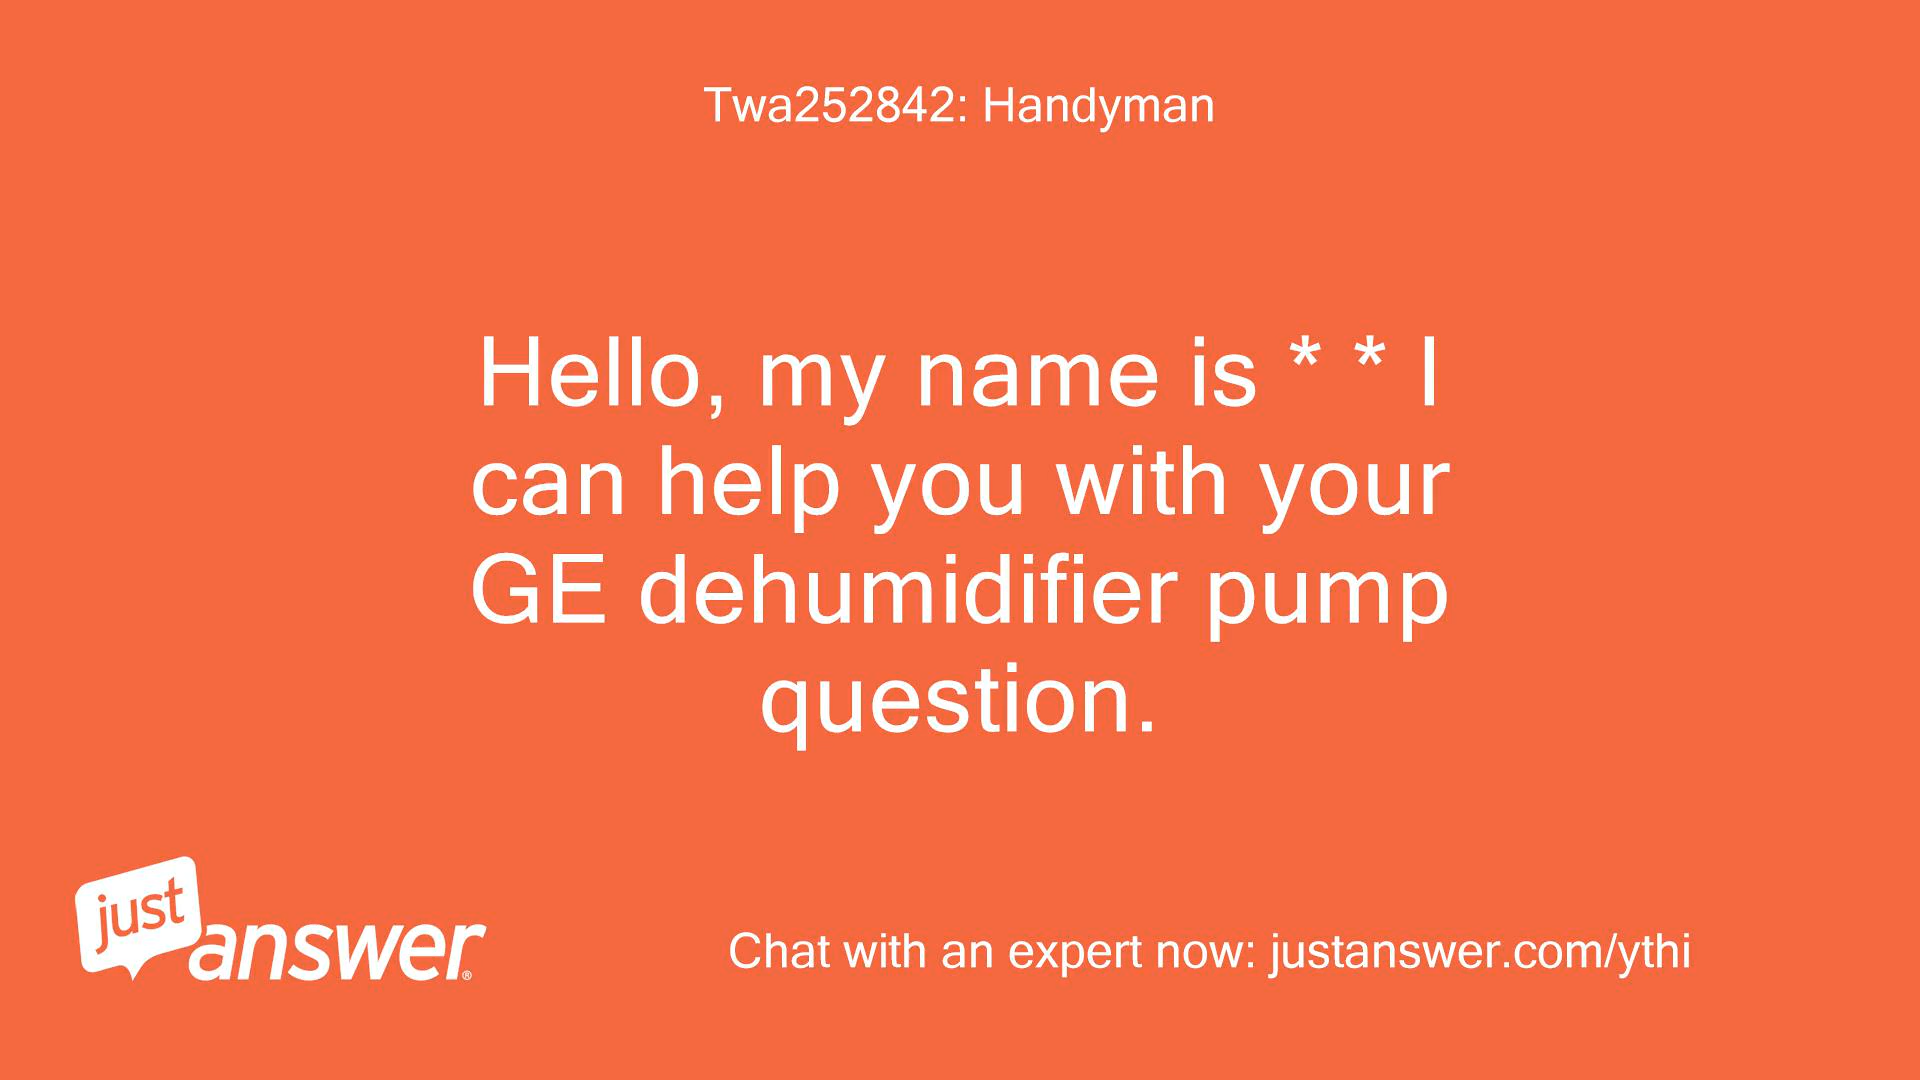 Twa252842: Handyman
Hello, my name is * * I
can help you with your
GE dehumidifier pump
question.
just
answer®
Chat with an expert now: justanswer.com/ythi